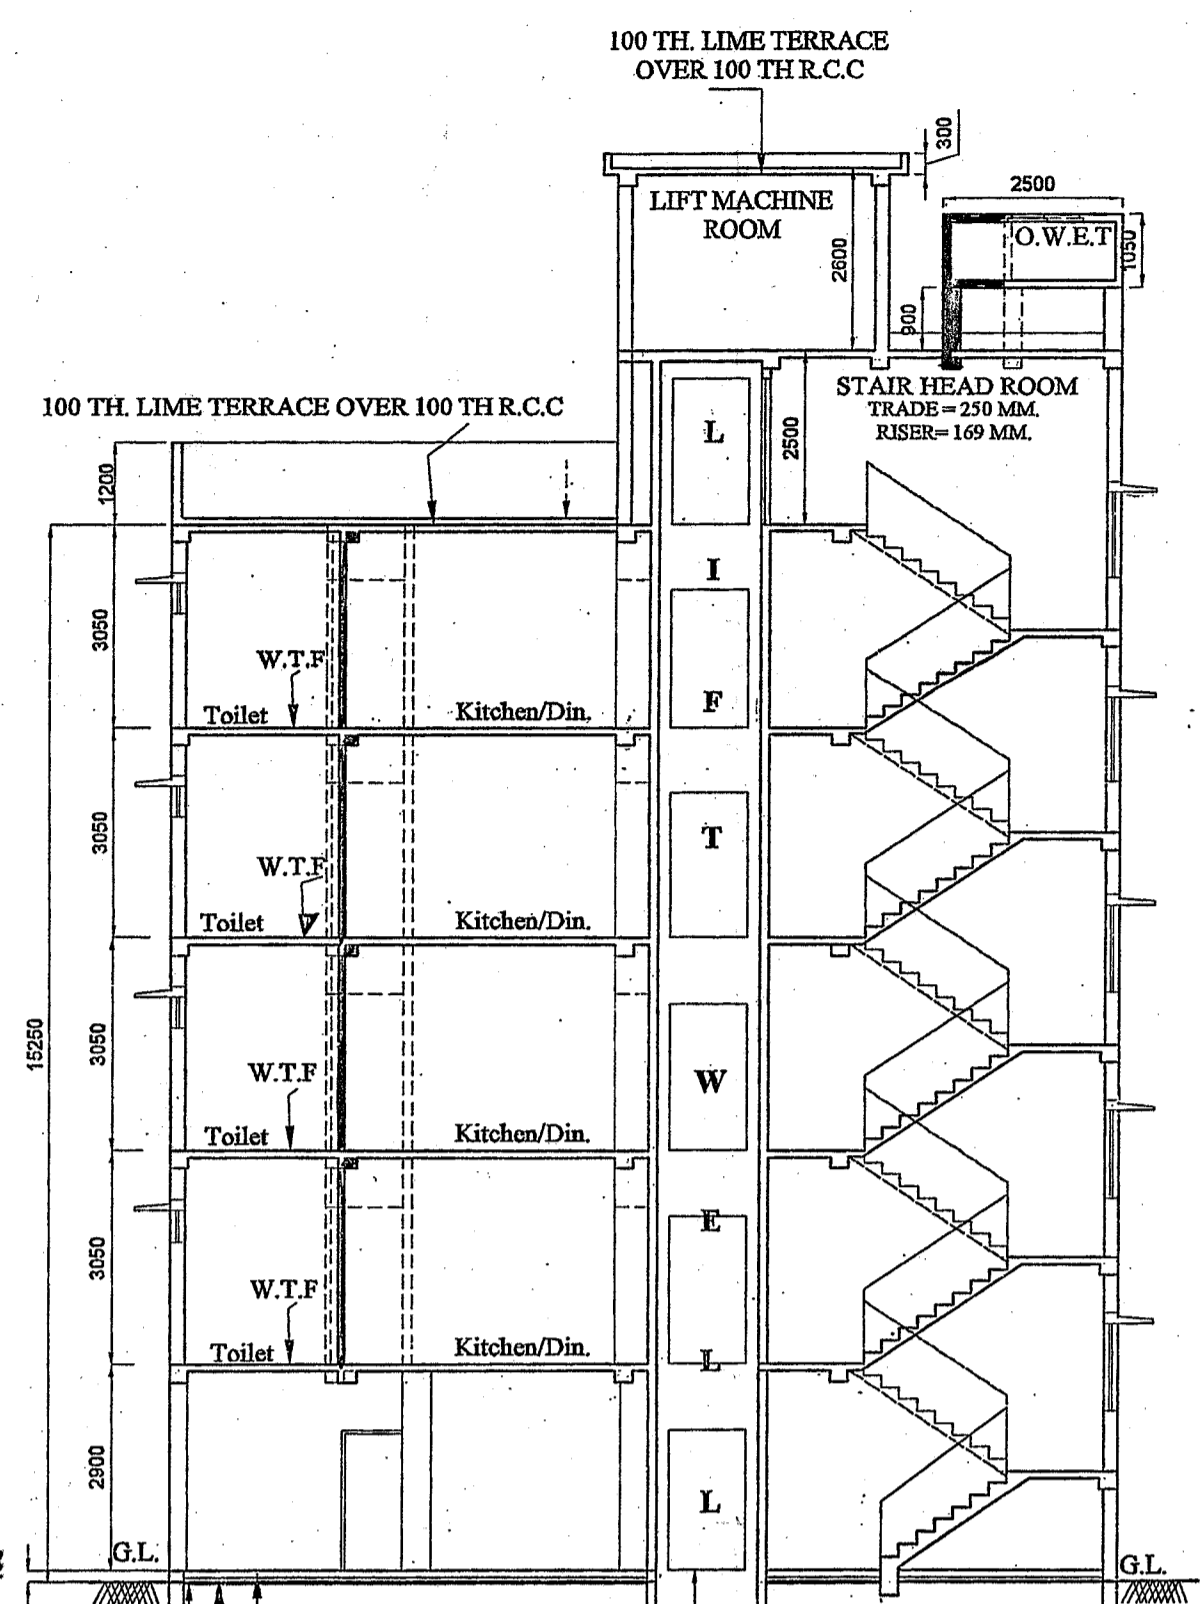 100 TH. LIME TERRACE
OVER 100 TH R.C.C
300
2500
LIFT MACHINE
ROOM
O.W.E.T
1050
2600
900
STAIR HEAD ROOM
TRADE = 250 MM.
RISER= 169 MM.
100 TH. LIME TERRACE OVER 100 TH R.C.C
2500
1200
L
I
F
T
W
E
L
L
3050
W.T.F
Toilet
Kitchen/Din.
3050
W.T.F
Toilet
Kitchen/Din.
15250
3050
W.T.F
Toilet
Kitchen/Din.
3050
W.T.F
Toilet
Kitchen/Din.
2900
G.L.
G.L.